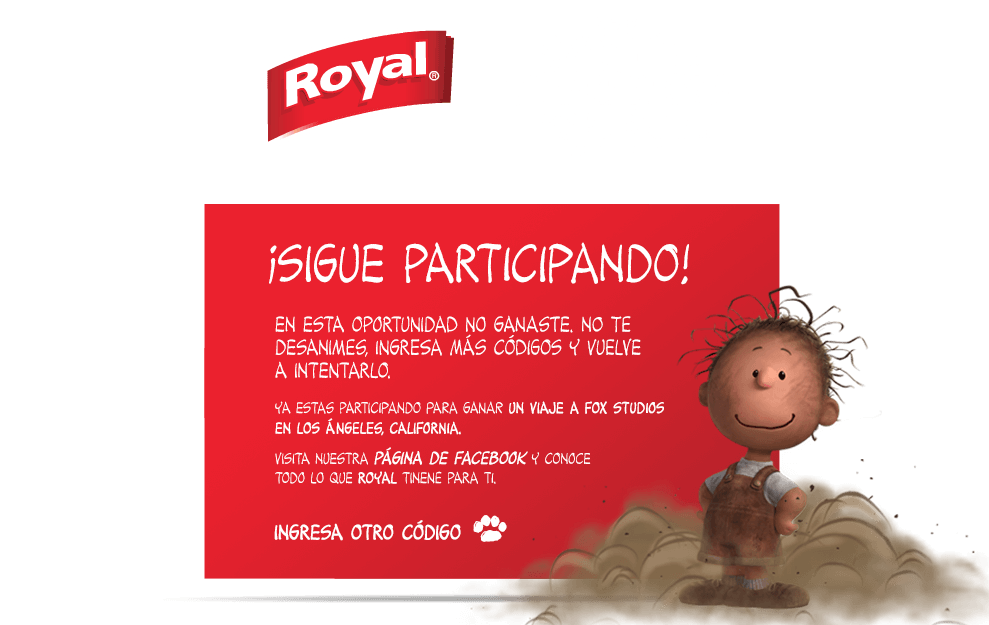 Royal®
¡SIGUE PARTICIPANDO!
EN ESTA OPORTUNIDAD NO GANASTE. NO TE
DESANIMES, INGRESA MÁS CÓDIGOS Y VUELVE
A INTENTARLO.
YA ESTAS PARTICIPANDO PARA GANAR UN VIAJE A FOX STUDIOS
EN LOS ÁNGELES, CALIFORNIA.
VISITA NUESTRA PÁGINA DE FACEBOOK Y CONOCE
TODO LO QUE ROYAL TINENE PARA TI.
INGRESA OTRO CÓDIGO